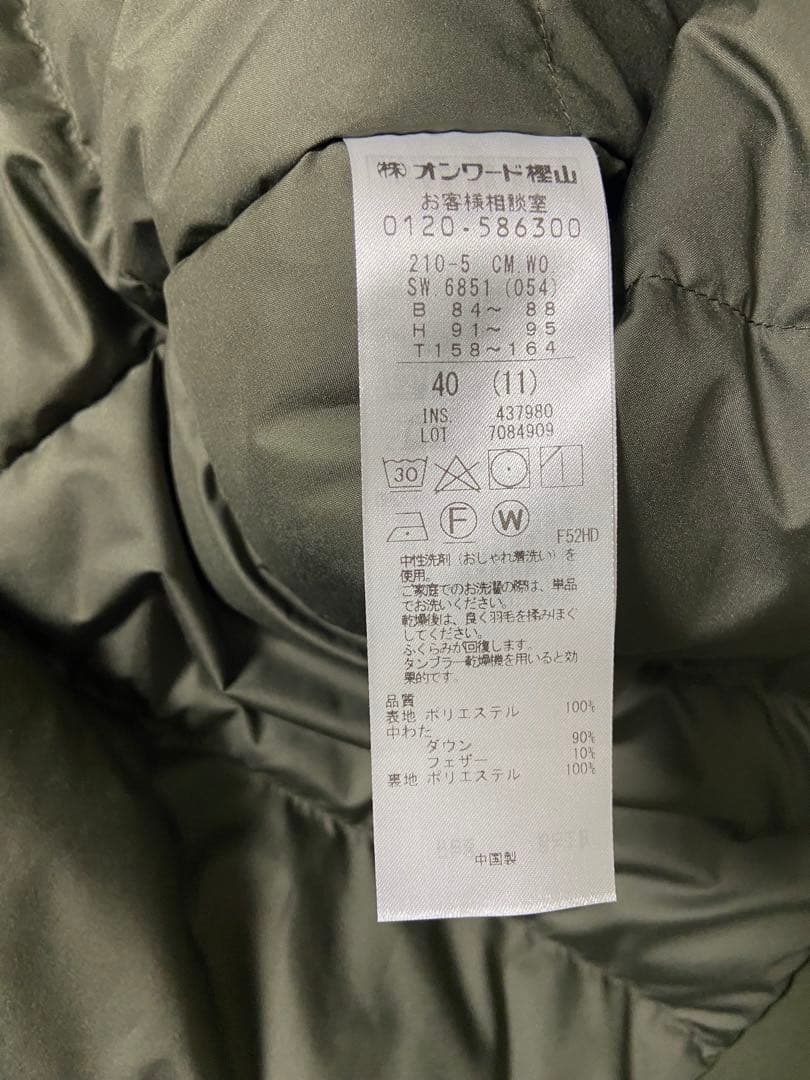 ㈱ オンワード樫山
お客様相談室
0120-586300
210-5 CM.WO.
SW.6851(054)
B 84～ 88
H 91～ 95
T158～164
40 (11)
INS. 437980
LOT 7084909
30
F W
F52HD
中性洗剤（おしゃれ着洗い）を
使用。
ご家庭でのお洗濯の際は、単品
でお洗いください。
乾燥後は、良く羽毛を揉みほぐ
してください。
ふくらみが回復します。
タンブラー乾燥機を用いると効
果的です。
品質
表地 ポリエステル 100%
中わた
ダウン 90%
フェザー 10%
裏地 ポリエステル 100%
中国製